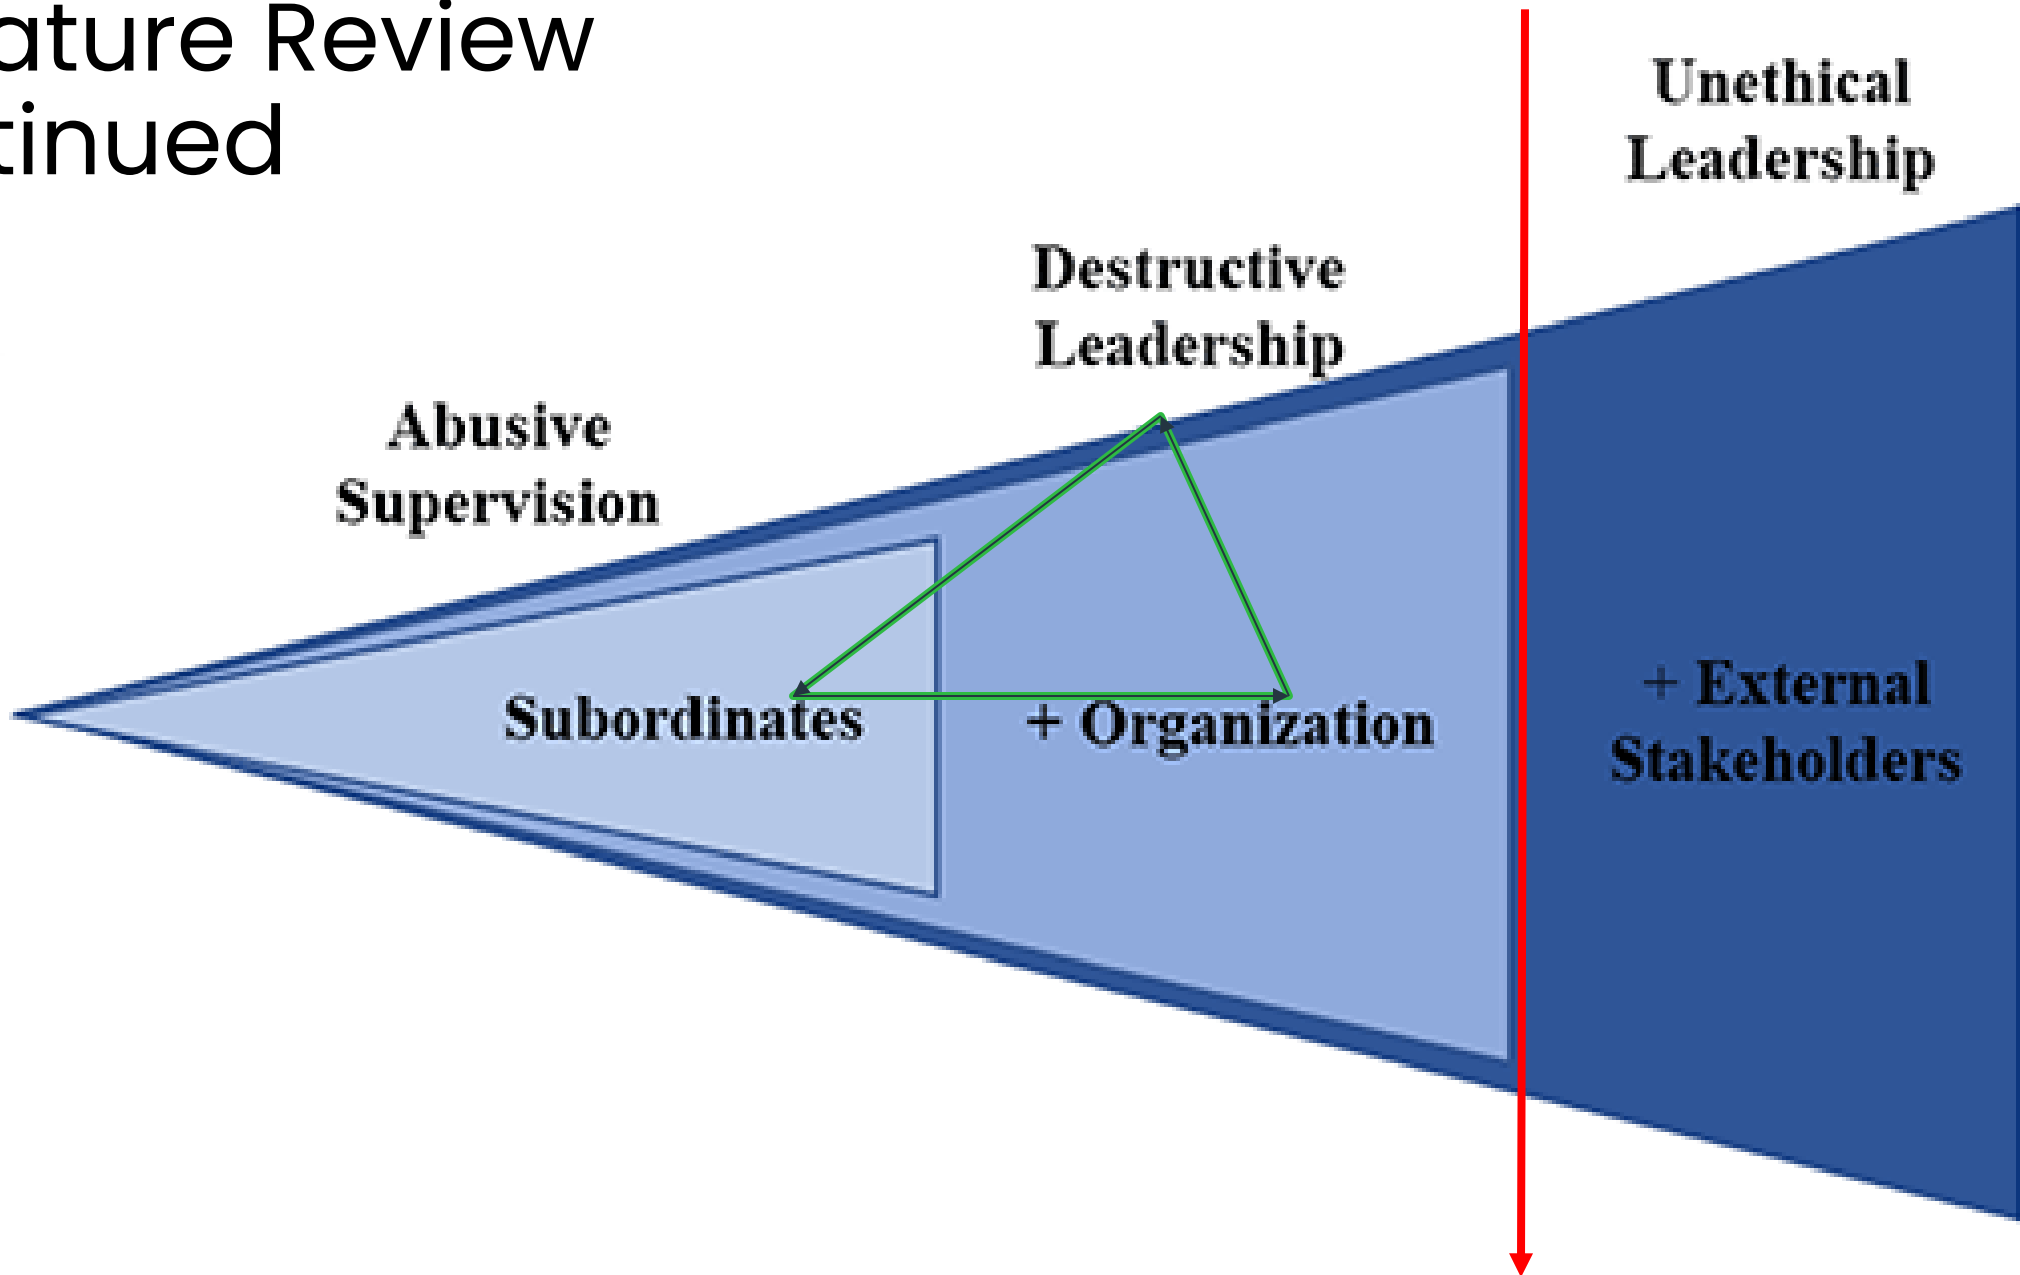 ature Review
tinued
Unethical
Leadership
Destructive
Leadership
Abusive
Supervision
Subordinates
+ Organization
+ External
Stakeholders